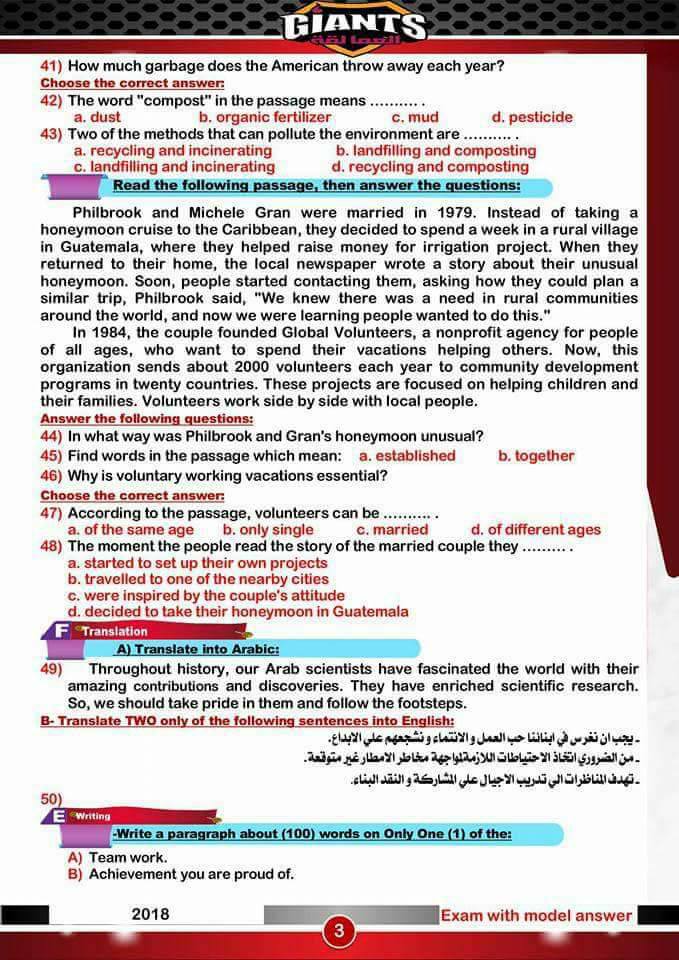 GIANTS
العمالقة
41) How much garbage does the American throw away each year?
Choose the correct answer:
42) The word "compost" in the passage means .......... .
a. dust b. organic fertilizer c. mud d. pesticide
43) Two of the methods that can pollute the environment are .......... .
a. recycling and incinerating b. landfilling and composting
c. landfilling and incinerating d. recycling and composting
Read the following passage, then answer the questions:
Philbrook and Michele Gran were married in 1979. Instead of taking a
honeymoon cruise to the Caribbean, they decided to spend a week in a rural village
in Guatemala, where they helped raise money for irrigation project. When they
returned to their home, the local newspaper wrote a story about their unusual
honeymoon. Soon, people started contacting them, asking how they could plan a
similar trip, Philbrook said, "We knew there was a need in rural communities
around the world, and now we were learning people wanted to do this."
In 1984, the couple founded Global Volunteers, a nonprofit agency for people
of all ages, who want to spend their vacations helping others. Now, this
organization sends about 2000 volunteers each year to community development
programs in twenty countries. These projects are focused on helping children and
their families. Volunteers work side by side with local people.
Answer the following questions:
44) In what way was Philbrook and Gran's honeymoon unusual?
45) Find words in the passage which mean: a. established b. together
46) Why is voluntary working vacations essential?
Choose the correct answer:
47) According to the passage, volunteers can be .......... .
a. of the same age b. only single c. married d. of different ages
48) The moment the people read the story of the married couple they ......... .
a. started to set up their own projects
b. travelled to one of the nearby cities
c. were inspired by the couple's attitude
d. decided to take their honeymoon in Guatemala
F Translation
A) Translate into Arabic:
49) Throughout history, our Arab scientists have fascinated the world with their
amazing contributions and discoveries. They have enriched scientific research.
So, we should take pride in them and follow the footsteps.
B- Translate TWO only of the following sentences into English:
ـ يجب ان نغرس في ابنائنا حب العمل و الانتماء و نشجعهم علي الابداع.
ـ من الضروري اتخاذ الاحتياطات اللازمة لمواجهة مخاطر الامطار غير متوقعة.
ـ تهدف المناظرات الي تدريب الاجيال علي المشاركة و النقد البناء.
50)
E Writing
-Write a paragraph about (100) words on Only One (1) of the:
A) Team work.
B) Achievement you are proud of.
2018
Exam with model answer
3